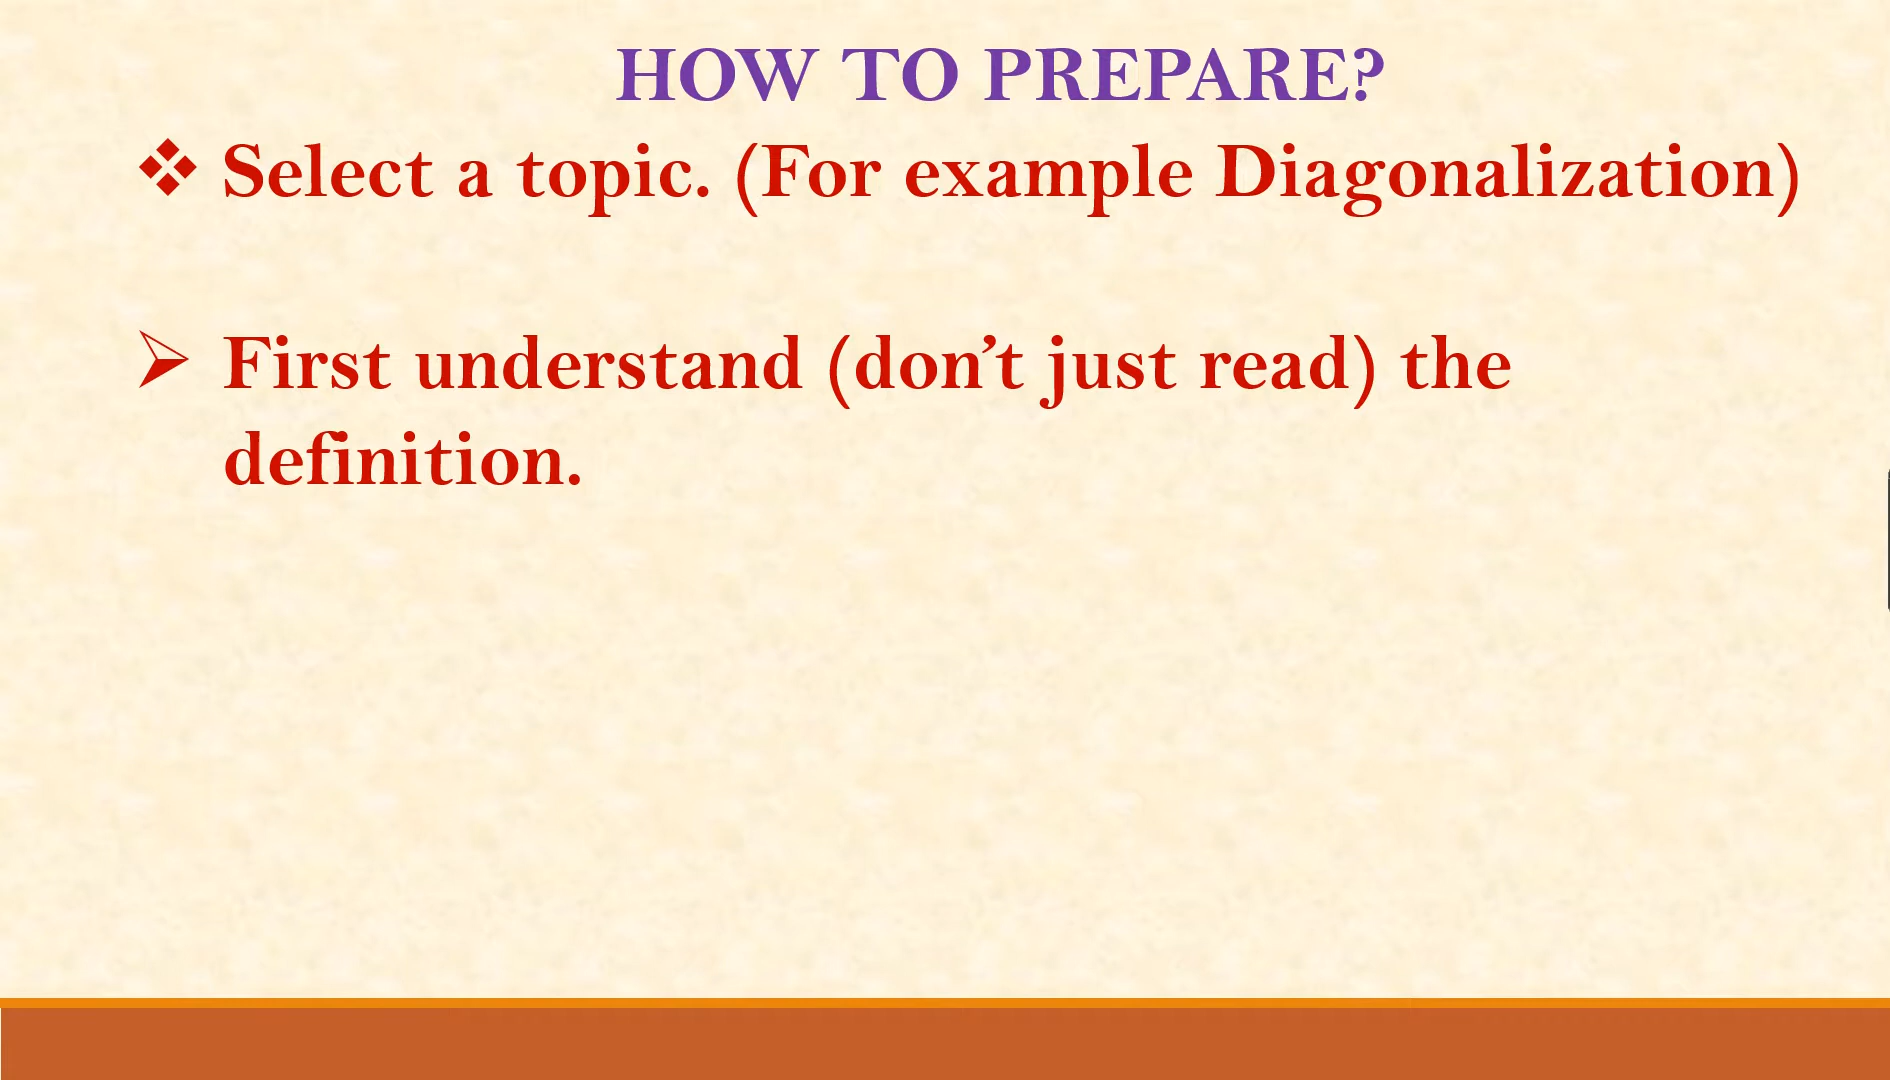 HOW TO PREPARE?
❖ Select a topic. (For example Diagonalization)
➢ First understand (don’t just read) the
definition.